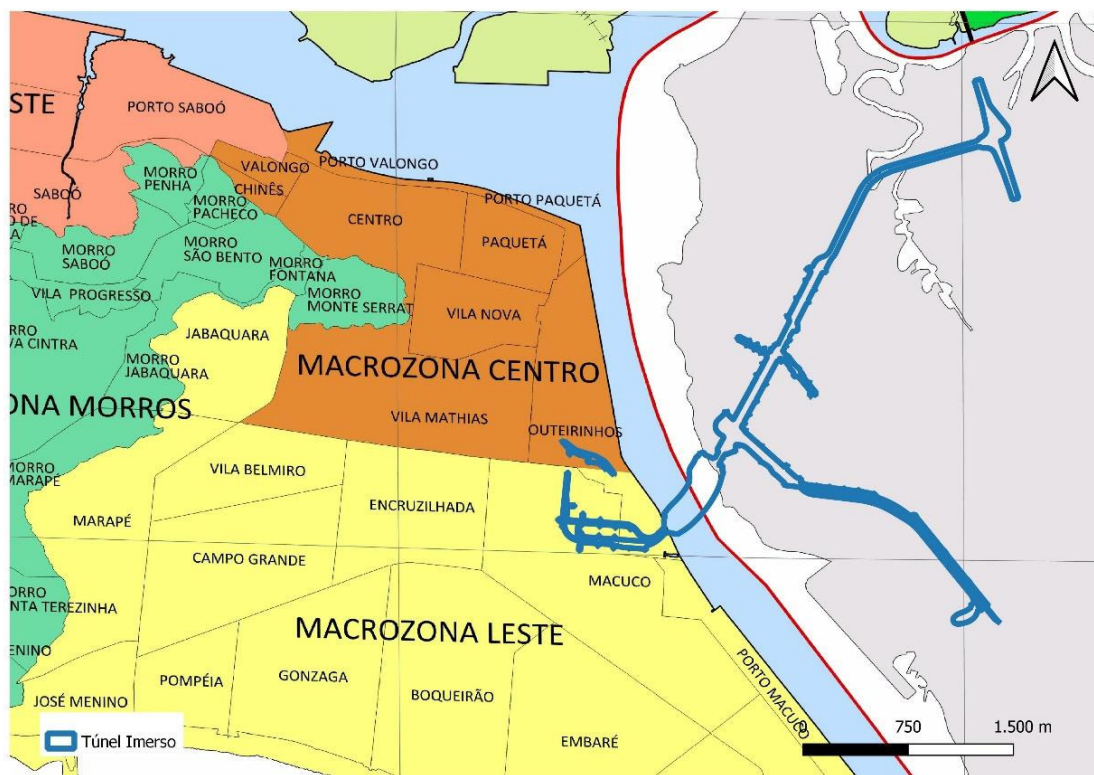 STE
PORTO SABOÓ
VALONGO
PORTO VALONGO
MORRO
PENHA
CHINÊS
SABOÓ
MORRO
PACHECO
PORTO PAQUETÁ
CENTRO
PAQUETÁ
MORRO
SABOÓ
MORRO
SÃO BENTO
MORRO
FONTANA
VILA PROGRESSO
MORRO
MONTE SERRAT
VILA NOVA
JABAQUARA
MORRO
JABAQUARA
MACROZONA CENTRO
ONA MORROS
VILA MATHIAS
OUTEIRINHOS
VILA BELMIRO
ENCRUZILHADA
MARAPÉ
CAMPO GRANDE
MACUCO
MACROZONA LESTE
POMPÉIA
GONZAGA
BOQUEIRÃO
JOSÉ MENINO
EMBARÉ
PORTO MACUCO
Túnel Imerso
0 750 1.500 m